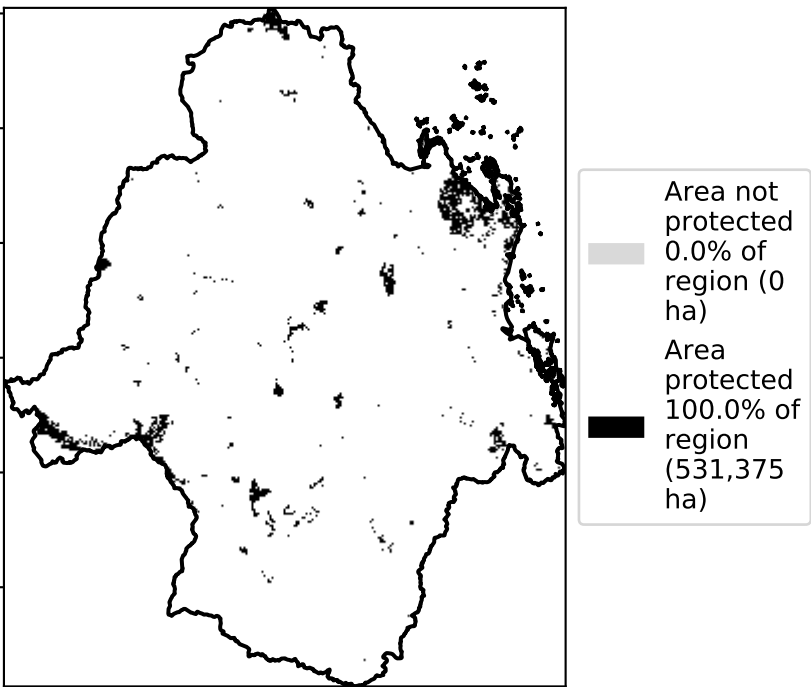 Area not
protected
0.0% of
region (0
ha)
Area
protected
100.0% of
region
(531,375
ha)